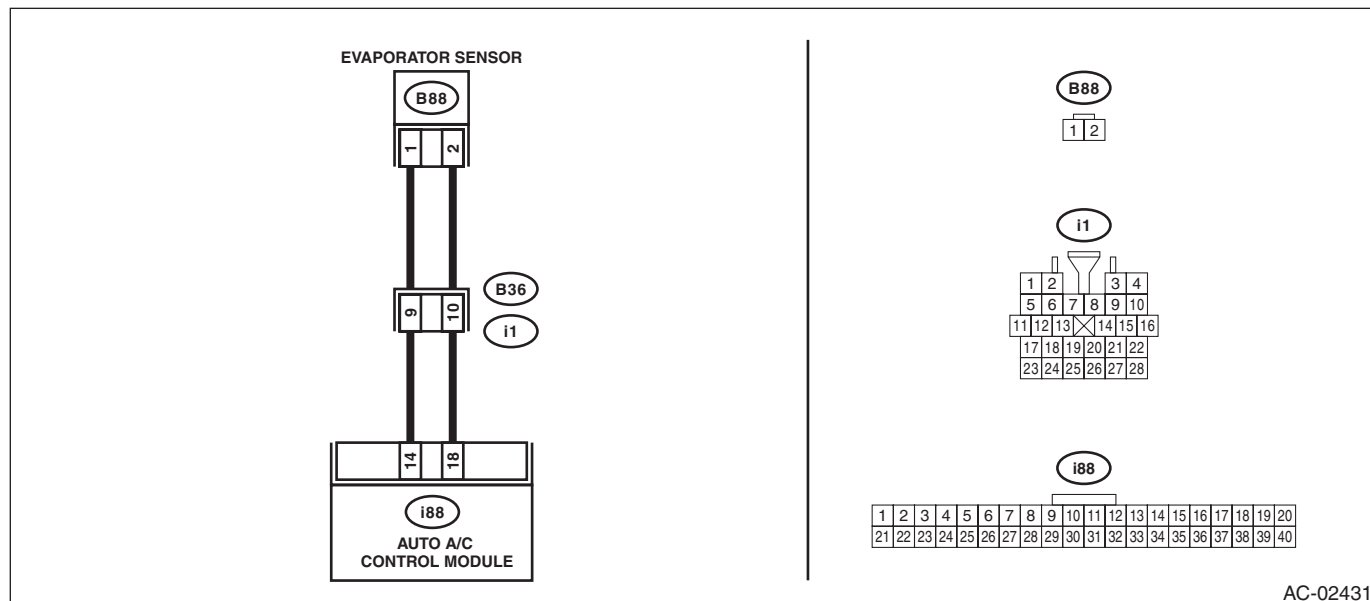 EVAPORATOR SENSOR
B88
1 2
B36
9 10
i1
14 18
i88
AUTO A/C
CONTROL MODULE
B88
1 2
i1
1 2 3 4
5 6 7 8 9 10
11 12 13 14 15 16
17 18 19 20 21 22
23 24 25 26 27 28
i88
1 2 3 4 5 6 7 8 9 10 11 12 13 14 15 16 17 18 19 20
21 22 23 24 25 26 27 28 29 30 31 32 33 34 35 36 37 38 39 40
AC-02431